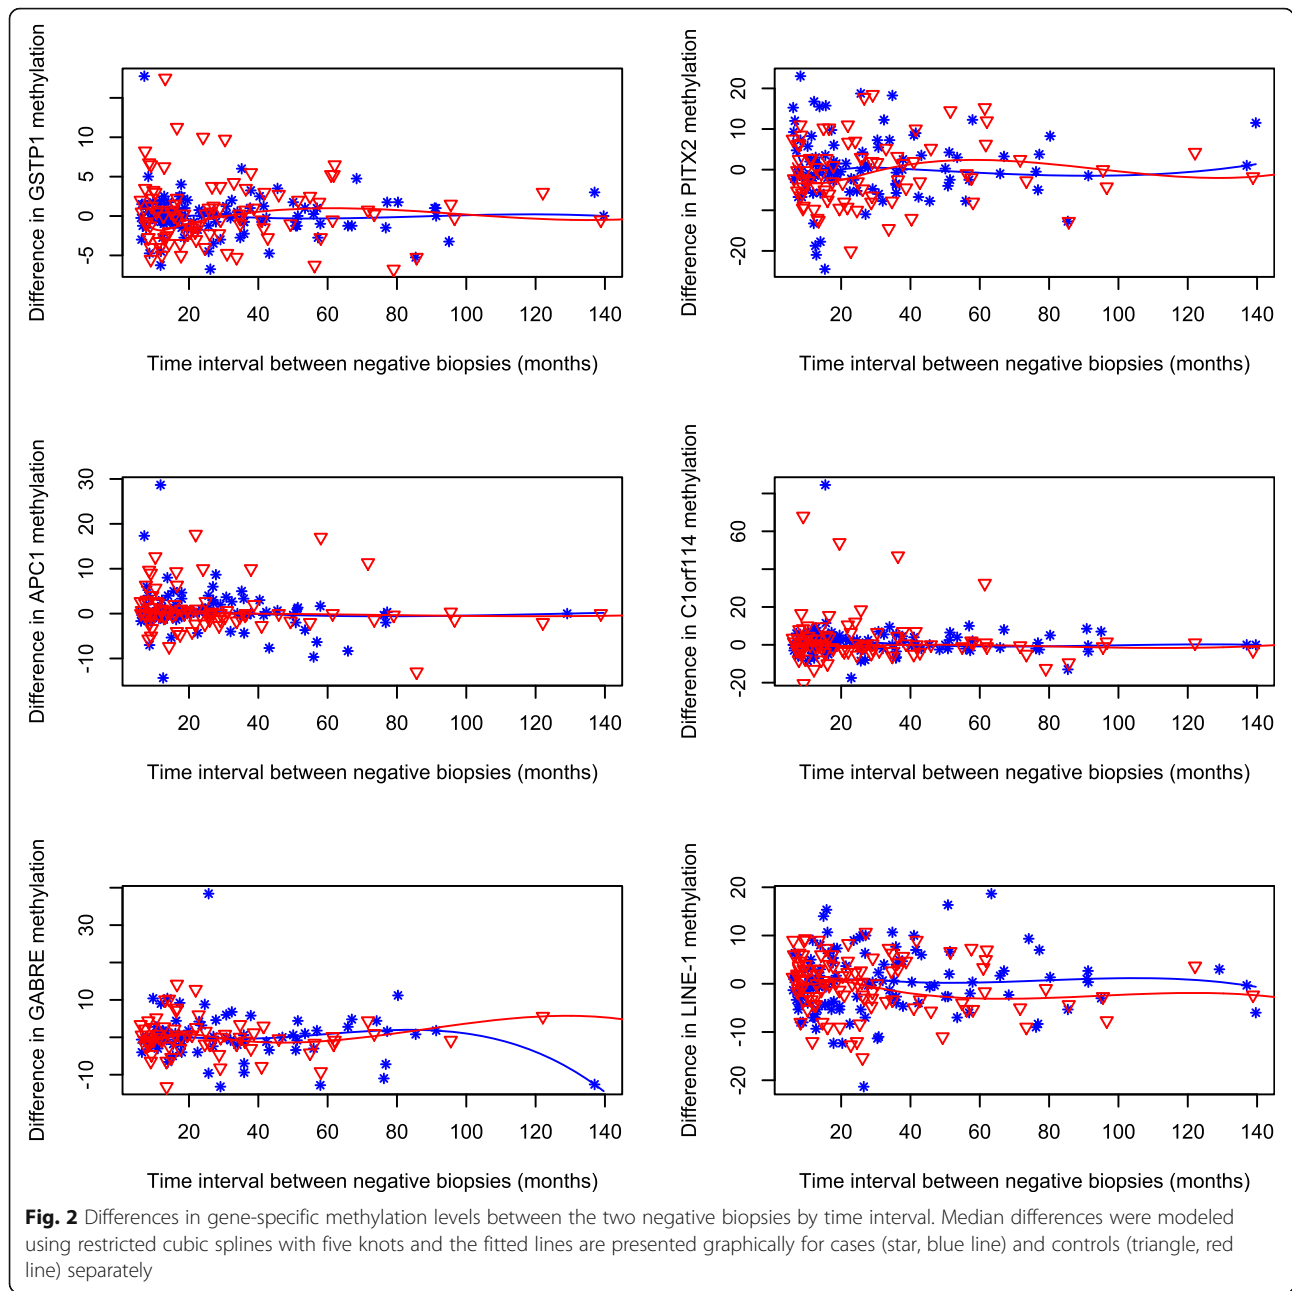 Difference in GSTP1 methylation
10
5
0
-5
20 40 60 80 100 120 140
Time interval between negative biopsies (months)
Difference in PITX2 methylation
20
10
0
-20
20 40 60 80 100 120 140
Time interval between negative biopsies (months)
Difference in APC1 methylation
30
20
10
0
-10
20 40 60 80 100 120 140
Time interval between negative biopsies (months)
Difference in C1orf114 methylation
60
20
0
-20
20 40 60 80 100 120 140
Time interval between negative biopsies (months)
Difference in GABRE methylation
30
10
-10
20 40 60 80 100 120 140
Time interval between negative biopsies (months)
Difference in LINE-1 methylation
20
10
0
-10
-20
20 40 60 80 100 120 140
Time interval between negative biopsies (months)
Fig. 2 Differences in gene-specific methylation levels between the two negative biopsies by time interval. Median differences were modeled
using restricted cubic splines with five knots and the fitted lines are presented graphically for cases (star, blue line) and controls (triangle, red
line) separately